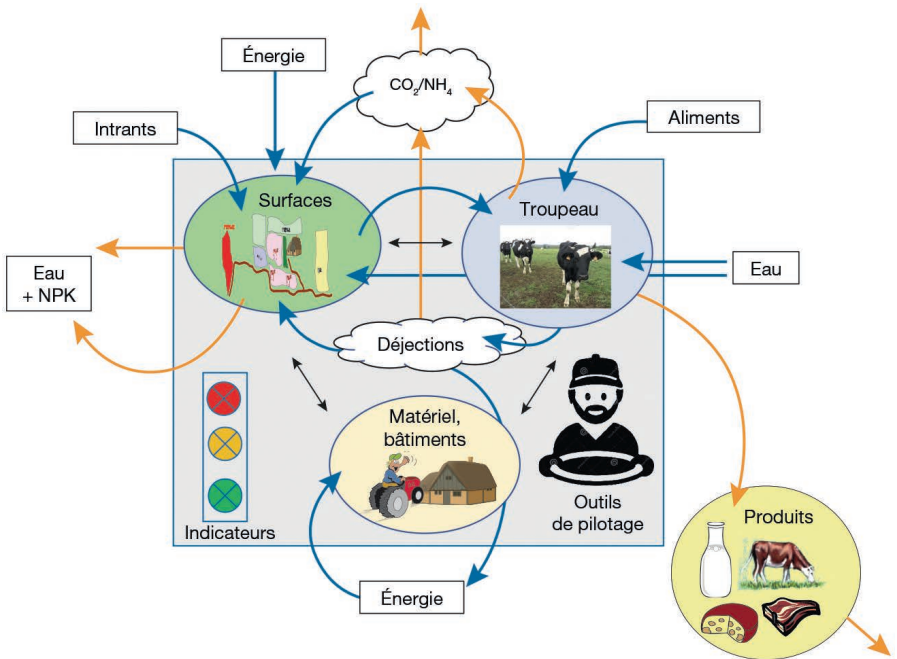 Énergie
CO₂/NH₄
Intrants
Aliments
Surfaces
Troupeau
Eau
+ NPK
Eau
Déjections
Matériel,
bâtiments
Indicateurs
Outils
de pilotage
Produits
Énergie